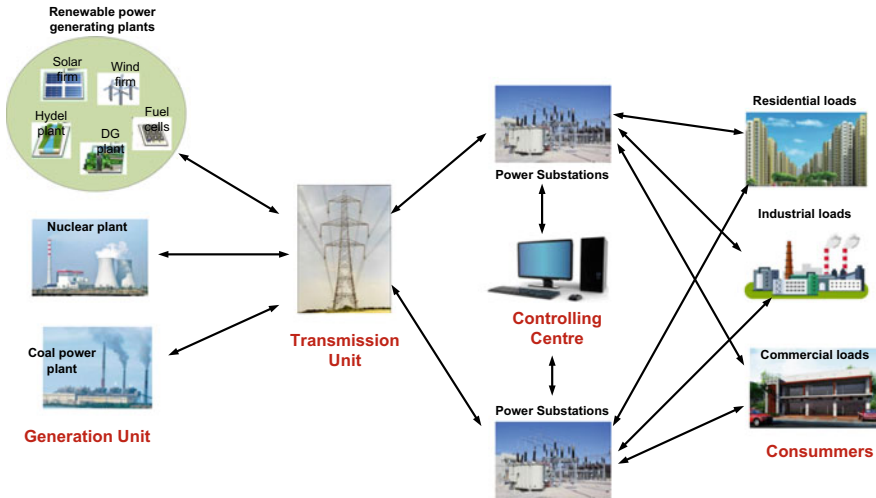 Renewable power
generating plants
Solar
firm
Wind
firm
Hydel
plant
DG
plant
Fuel
cells
Nuclear plant
Coal power
plant
Generation Unit
Transmission
Unit
Power Substations
Controlling
Centre
Power Substations
Residential loads
Industrial loads
Commercial loads
Consummers